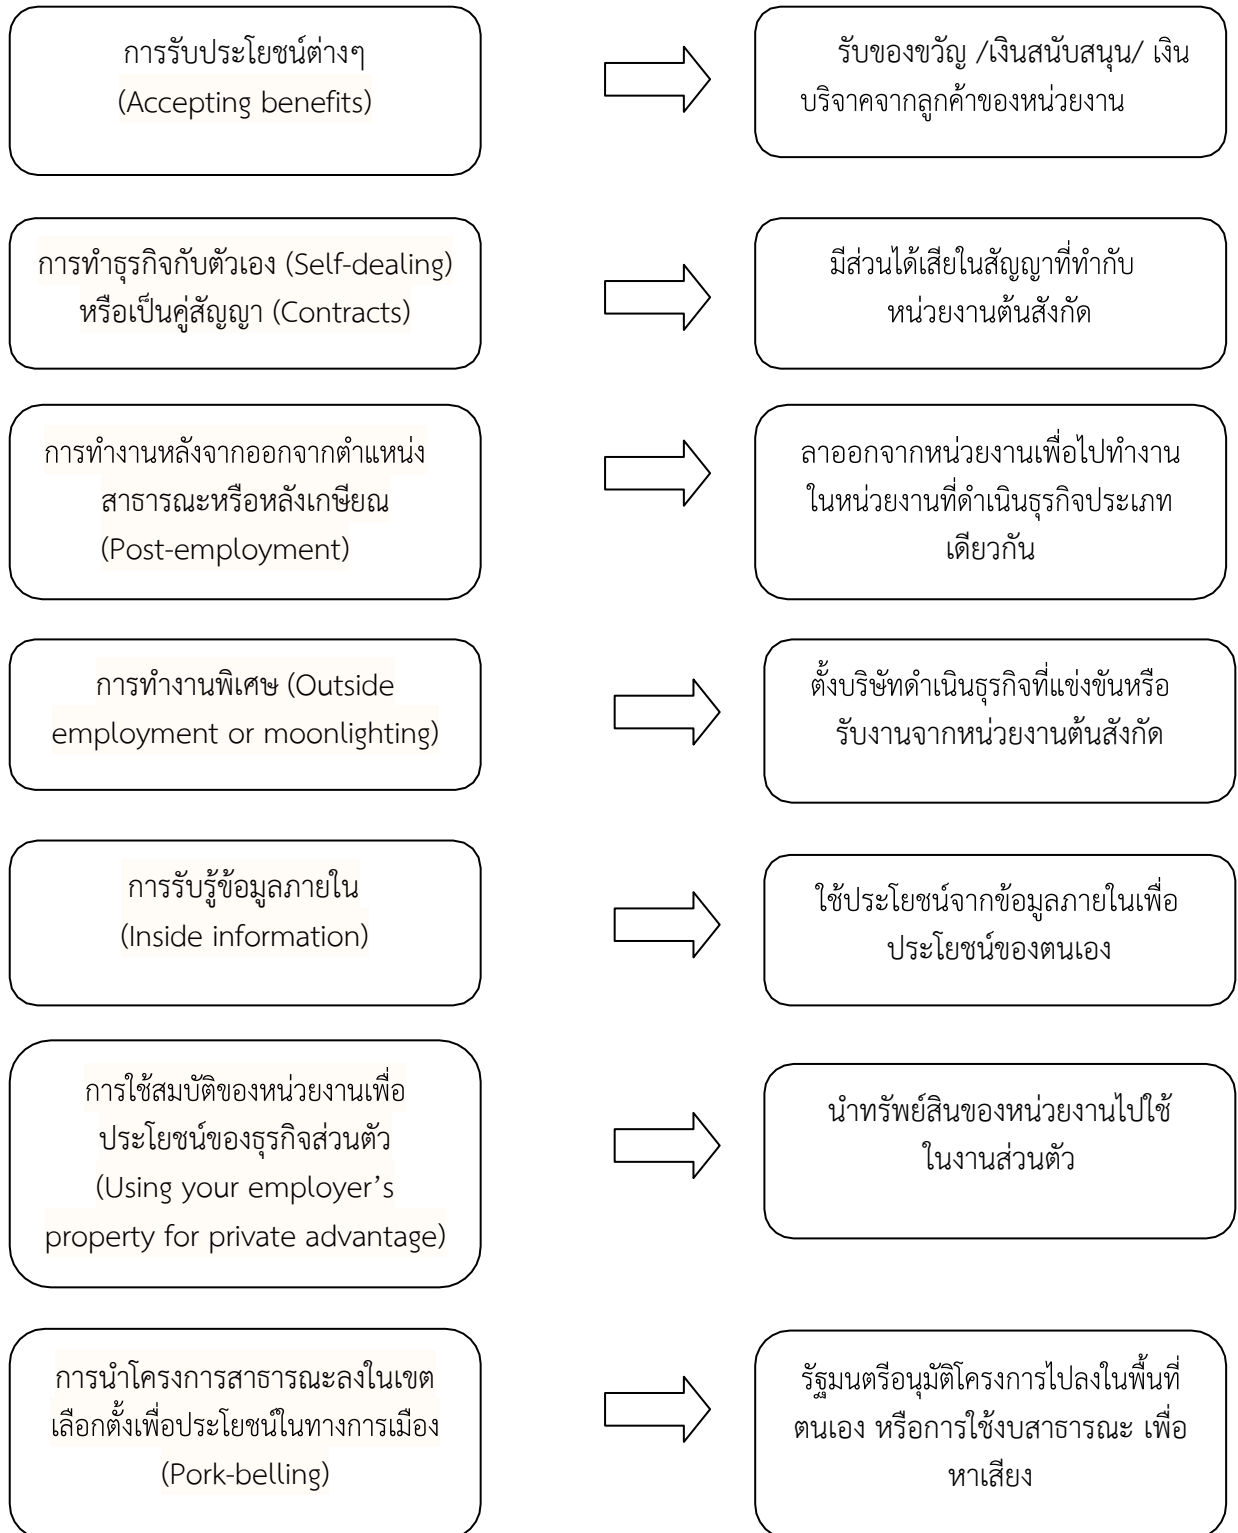 การรับประโยชน์ต่างๆ
(Accepting benefits)
รับของขวัญ /เงินสนับสนุน/ เงิน
บริจาคจากลูกค้าของหน่วยงาน
การทำธุรกิจกับตัวเอง (Self-dealing)
หรือเป็นคู่สัญญา (Contracts)
มีส่วนได้เสียในสัญญาที่ทำกับ
หน่วยงานต้นสังกัด
การทำงานหลังจากออกจากตำแหน่ง
สาธารณะหรือหลังเกษียณ
(Post-employment)
ลาออกจากหน่วยงานเพื่อไปทำงาน
ในหน่วยงานที่ดำเนินธุรกิจประเภท
เดียวกัน
การทำงานพิเศษ (Outside
employment or moonlighting)
ตั้งบริษัทดำเนินธุรกิจที่แข่งขันหรือ
รับงานจากหน่วยงานต้นสังกัด
การรับรู้ข้อมูลภายใน
(Inside information)
ใช้ประโยชน์จากข้อมูลภายในเพื่อ
ประโยชน์ของตนเอง
การใช้สมบัติของหน่วยงานเพื่อ
ประโยชน์ของธุรกิจส่วนตัว
(Using your employer’s
property for private advantage)
นำทรัพย์สินของหน่วยงานไปใช้
ในงานส่วนตัว
การนำโครงการสาธารณะลงในเขต
เลือกตั้งเพื่อประโยชน์ในทางการเมือง
(Pork-belling)
รัฐมนตรีอนุมัติโครงการไปลงในพื้นที่
ตนเอง หรือการใช้งบสาธารณะ เพื่อ
หาเสียง